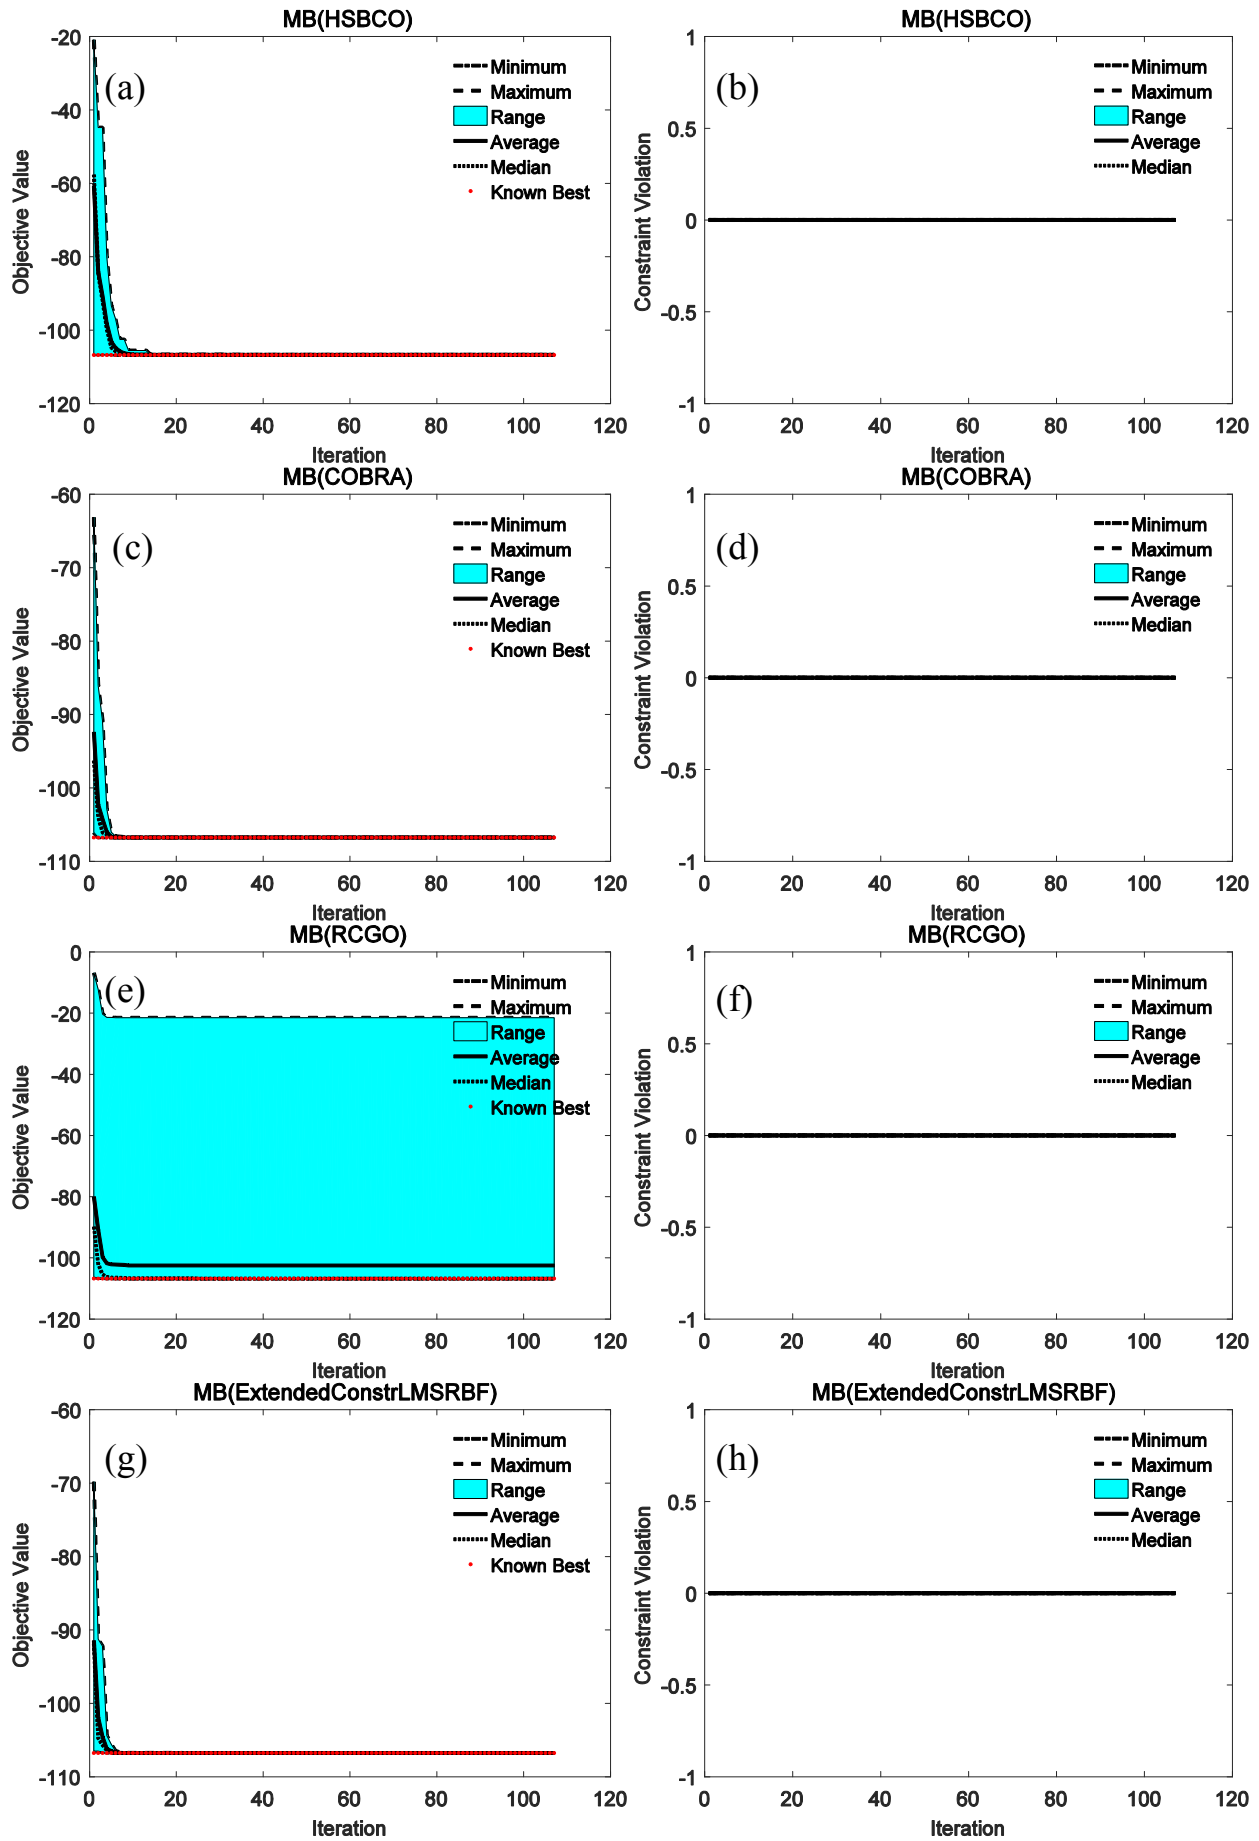 MB(HSBCO)
-20
-40
-60
-80
-100
-120
Objective Value
(a)
Minimum
Maximum
Range
Average
Median
Known Best
0 20 40 60 80 100 120
Iteration
MB(HSBCO)
1
0.5
0
-0.5
-1
Constraint Violation
(b)
Minimum
Maximum
Range
Average
Median
0 20 40 60 80 100 120
Iteration
MB(COBRA)
-60
-70
-80
-90
-100
-110
Objective Value
(c)
Minimum
Maximum
Range
Average
Median
Known Best
0 20 40 60 80 100 120
Iteration
MB(COBRA)
1
0.5
0
-0.5
-1
Constraint Violation
(d)
Minimum
Maximum
Range
Average
Median
0 20 40 60 80 100 120
Iteration
MB(RCGO)
0
-20
-40
-60
-80
-100
-120
Objective Value
(e)
Minimum
Maximum
Range
Average
Median
Known Best
0 20 40 60 80 100 120
Iteration
MB(RCGO)
1
0.5
0
-0.5
-1
Constraint Violation
(f)
Minimum
Maximum
Range
Average
Median
0 20 40 60 80 100 120
Iteration
MB(ExtendedConstrLMSRBF)
-60
-70
-80
-90
-100
-110
Objective Value
(g)
Minimum
Maximum
Range
Average
Median
Known Best
0 20 40 60 80 100 120
Iteration
MB(ExtendedConstrLMSRBF)
1
0.5
0
-0.5
-1
Constraint Violation
(h)
Minimum
Maximum
Range
Average
Median
0 20 40 60 80 100 120
Iteration